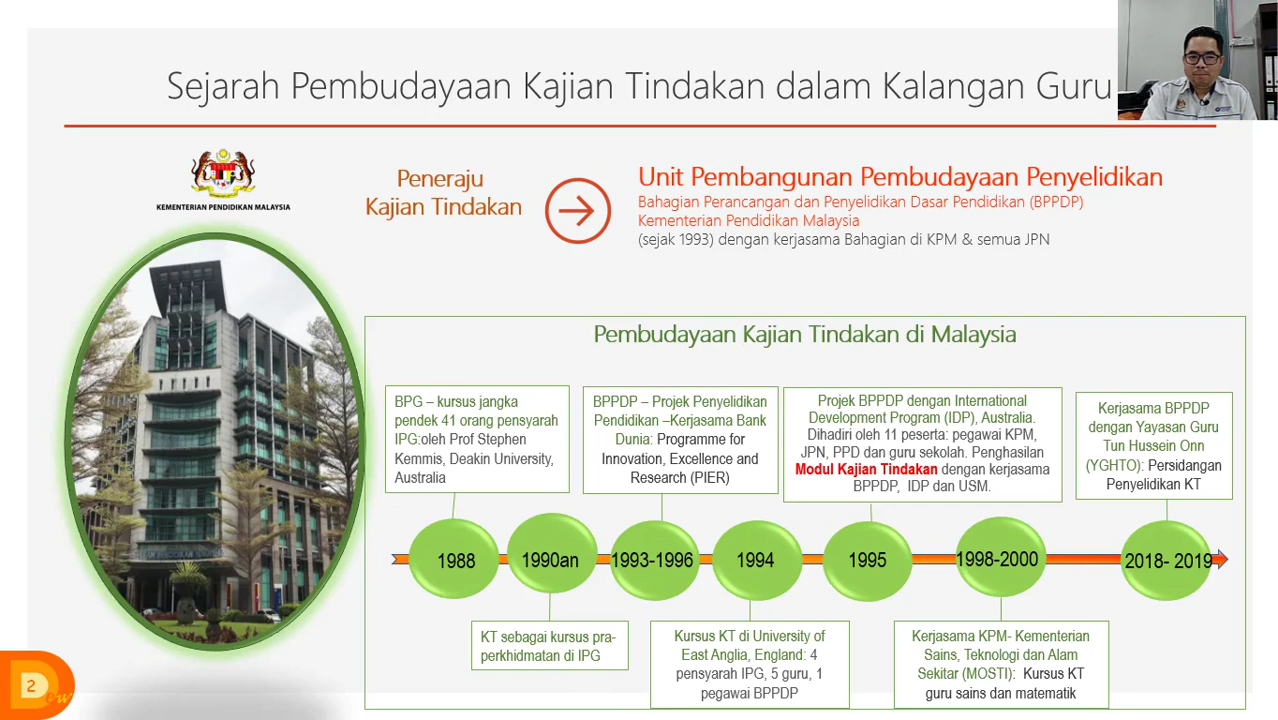 Sejarah Pembudayaan Kajian Tindakan dalam Kalangan Guru
KEMENTERIAN PENDIDIKAN MALAYSIA
Peneraju
Kajian Tindakan
Unit Pembangunan Pembudayaan Penyelidikan
Bahagian Perancangan dan Penyelidikan Dasar Pendidikan (BPPDP)
Kementerian Pendidikan Malaysia
(sejak 1993) dengan kerjasama Bahagian di KPM & semua JPN
Pembudayaan Kajian Tindakan di Malaysia
BPG – kursus jangka
pendek 41 orang pensyarah
IPG:oleh Prof Stephen
Kemmis, Deakin University,
Australia
BPPDP – Projek Penyelidikan
Pendidikan –Kerjasama Bank
Dunia: Programme for
Innovation, Excellence and
Research (PIER)
Projek BPPDP dengan International
Development Program (IDP), Australia.
Dihadiri oleh 11 peserta: pegawai KPM,
JPN, PPD dan guru sekolah. Penghasilan
Modul Kajian Tindakan dengan kerjasama
BPPDP, IDP dan USM.
Kerjasama BPPDP
dengan Yayasan Guru
Tun Hussein Onn
(YGHTO): Persidangan
Penyelidikan KT
1988
1990an
1993-1996
1994
1995
1998-2000
2018- 2019
KT sebagai kursus pra-
perkhidmatan di IPG
Kursus KT di University of
East Anglia, England: 4
pensyarah IPG, 5 guru, 1
pegawai BPPDP
Kerjasama KPM- Kementerian
Sains, Teknologi dan Alam
Sekitar (MOSTI): Kursus KT
guru sains dan matematik
2